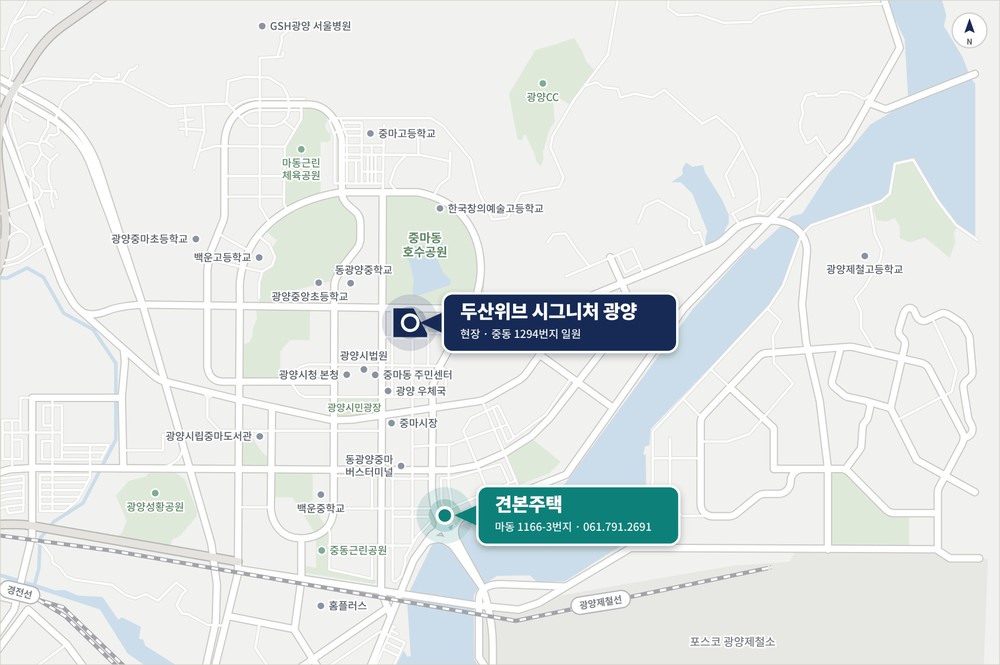 GSH광양 서울병원
N
광양CC
중마고등학교
마동근린
체육공원
한국창의예술고등학교
광양중마초등학교
중마동
호수공원
백운고등학교
동광양중학교
광양제철고등학교
광양중앙초등학교
두산위브 시그니처 광양
현장 · 중동 1294번지 일원
광양시법원
광양시청 본청
중마동 주민센터
광양 우체국
광양시민광장
중마시장
광양시립중마도서관
동광양중마
버스터미널
견본주택
마동 1166-3번지 · 061.791.2691
광양성황공원
백운중학교
중동근린공원
경전선
홈플러스
광양제철선
포스코 광양제철소